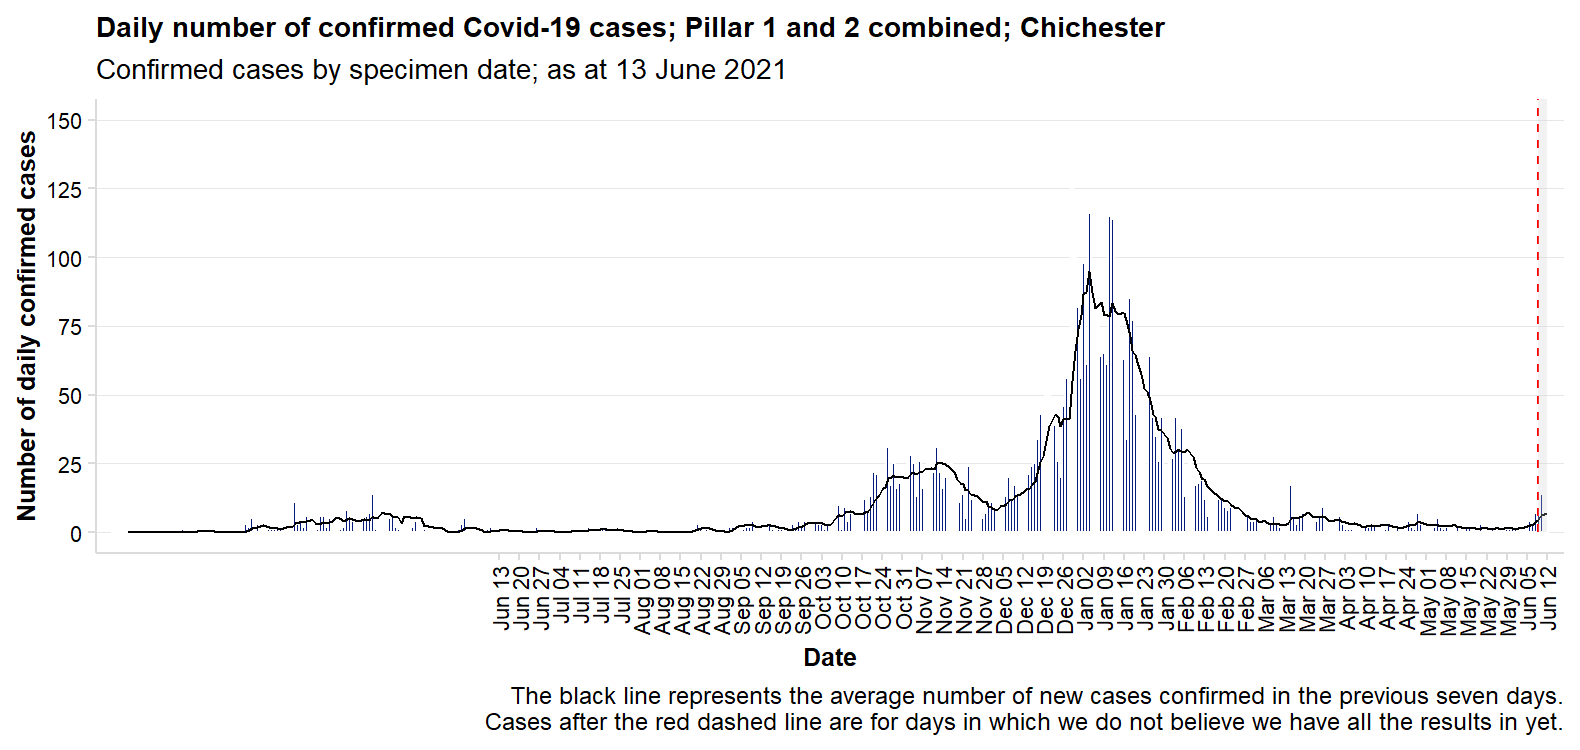 Daily number of confirmed Covid-19 cases; Pillar 1 and 2 combined; Chichester
Confirmed cases by specimen date; as at 13 June 2021
Number of daily confirmed cases
150
125
100
75
50
25
0
Jun 13
Jun 20
Jun 27
Jul 04
Jul 11
Jul 18
Jul 25
Aug 01
Aug 08
Aug 15
Aug 22
Aug 29
Sep 05
Sep 12
Sep 19
Sep 26
Oct 03
Oct 10
Oct 17
Oct 24
Oct 31
Nov 07
Nov 14
Nov 21
Nov 28
Dec 05
Dec 12
Dec 19
Dec 26
Jan 02
Jan 09
Jan 16
Jan 23
Jan 30
Feb 06
Feb 13
Feb 20
Feb 27
Mar 06
Mar 13
Mar 20
Mar 27
Apr 03
Apr 10
Apr 17
Apr 24
May 01
May 08
May 15
May 22
May 29
Jun 05
Jun 12
Date
The black line represents the average number of new cases confirmed in the previous seven days.
Cases after the red dashed line are for days in which we do not believe we have all the results in yet.